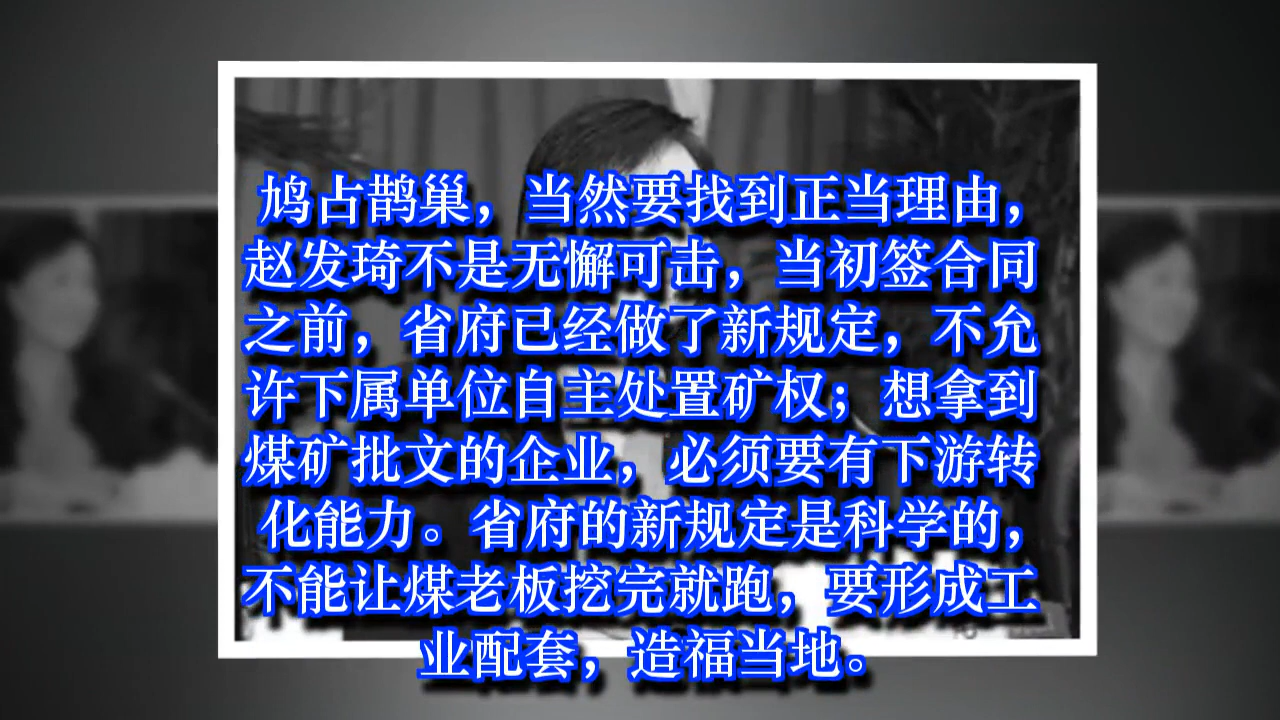 鸠占鹊巢，当然要找到正当理由，
赵发琦不是无懈可击，当初签合同
之前，省府已经做了新规定，不允
许下属单位自主处置矿权；想拿到
煤矿批文的企业，必须要有下游转
化能力。省府的新规定是科学的，
不能让煤老板挖完就跑，要形成工
业配套，造福当地。